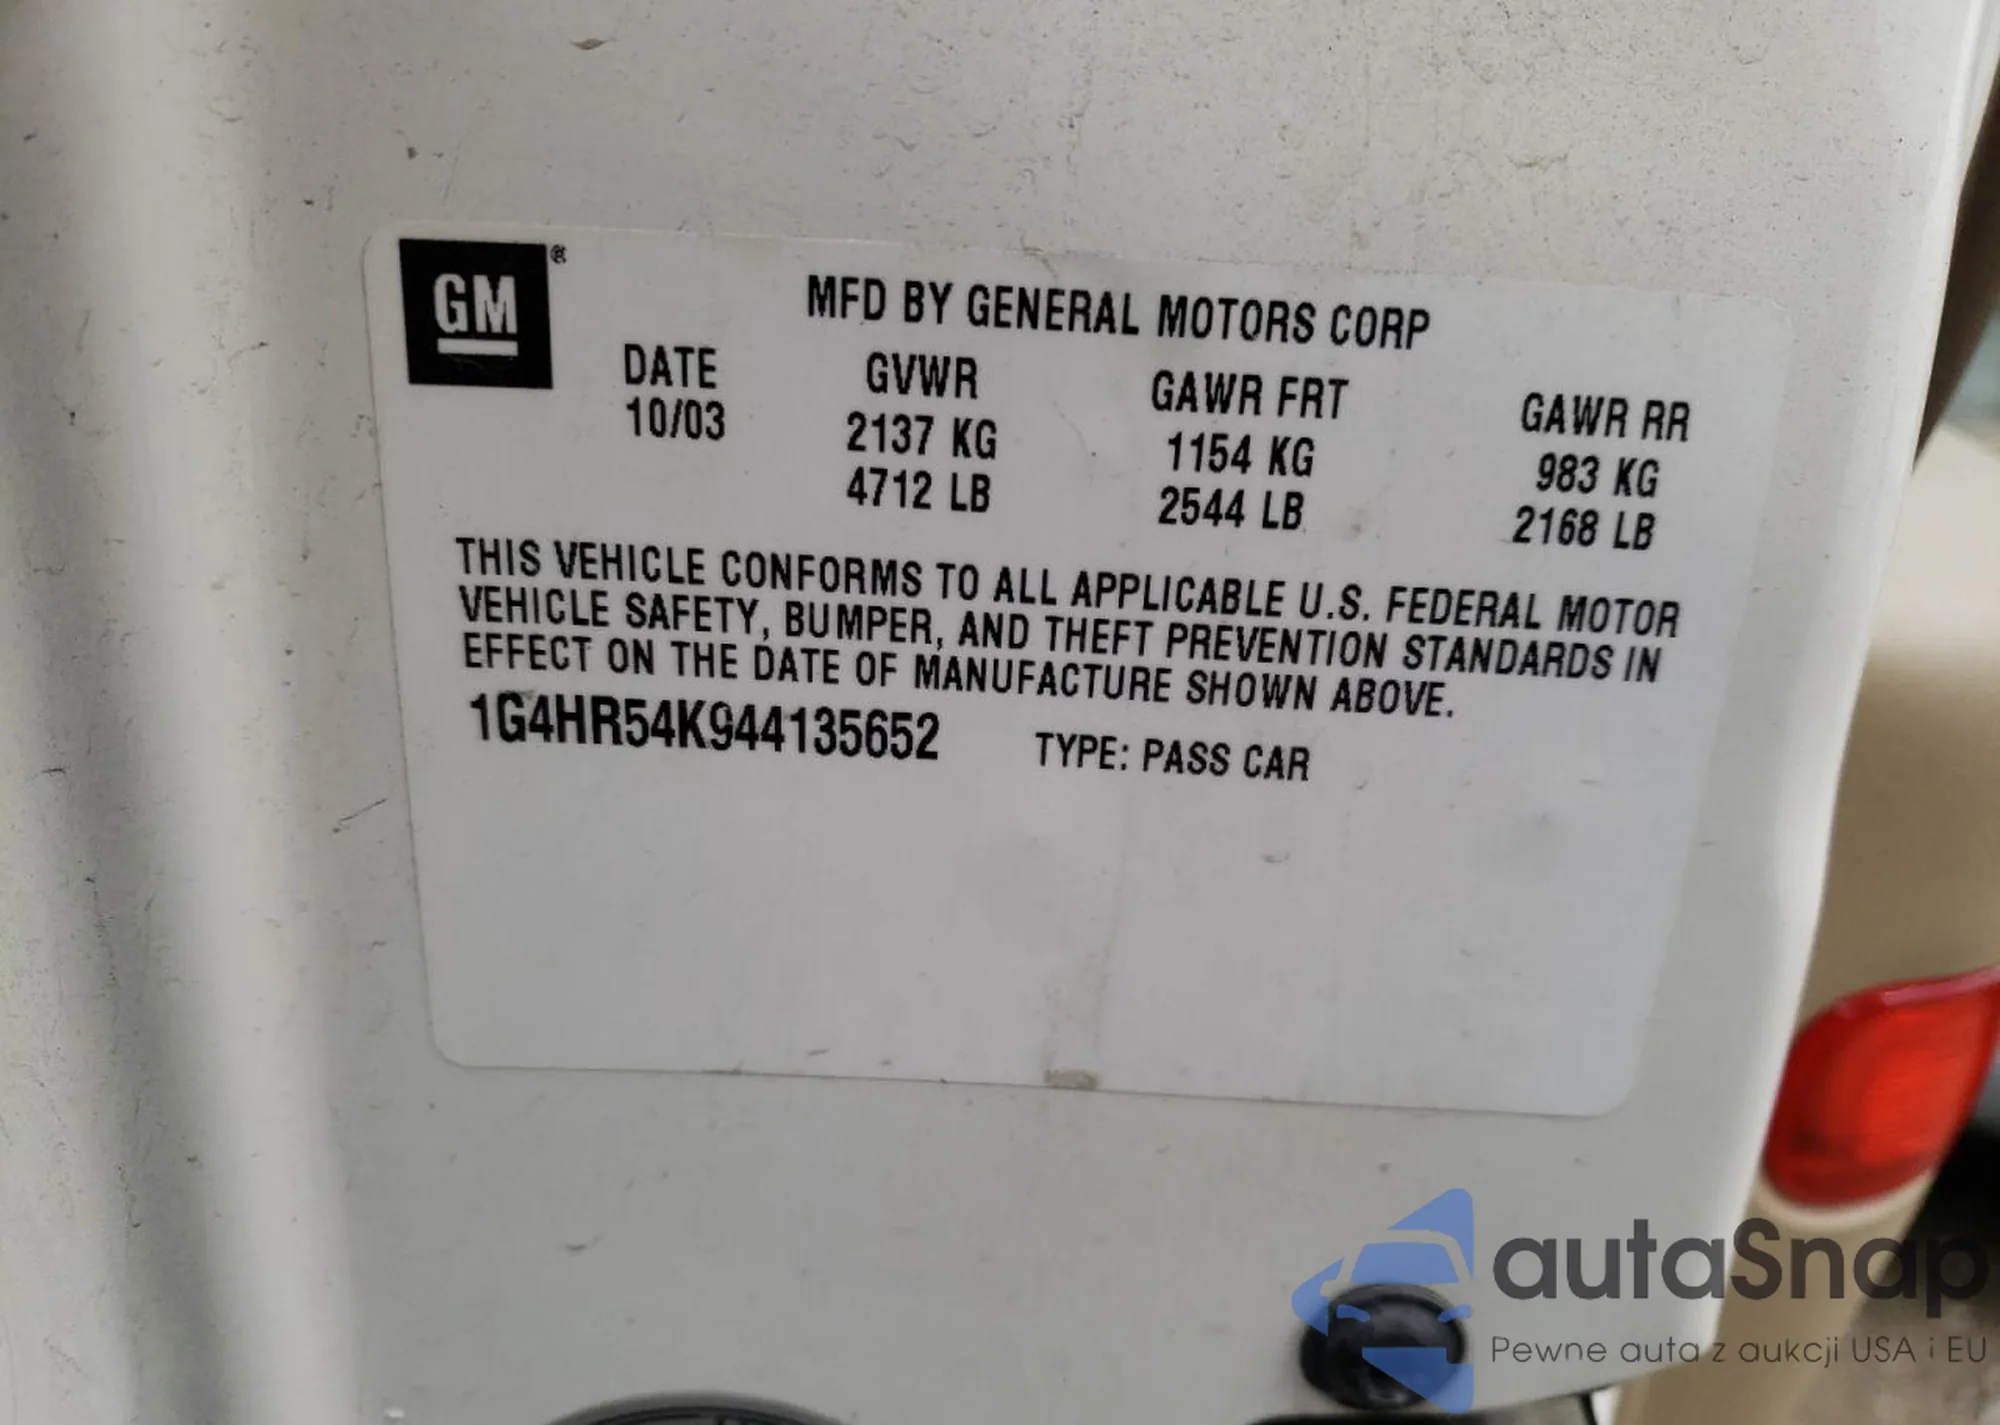 GM®
MFD BY GENERAL MOTORS CORP
DATE GVWR GAWR FRT GAWR RR
10/03 2137 KG 1154 KG 983 KG
4712 LB 2544 LB 2168 LB
THIS VEHICLE CONFORMS TO ALL APPLICABLE U.S. FEDERAL MOTOR
VEHICLE SAFETY, BUMPER, AND THEFT PREVENTION STANDARDS IN
EFFECT ON THE DATE OF MANUFACTURE SHOWN ABOVE.
1G4HR54K944135652 TYPE: PASS CAR
autaSnap
Pewne auta z aukcji USA i EU